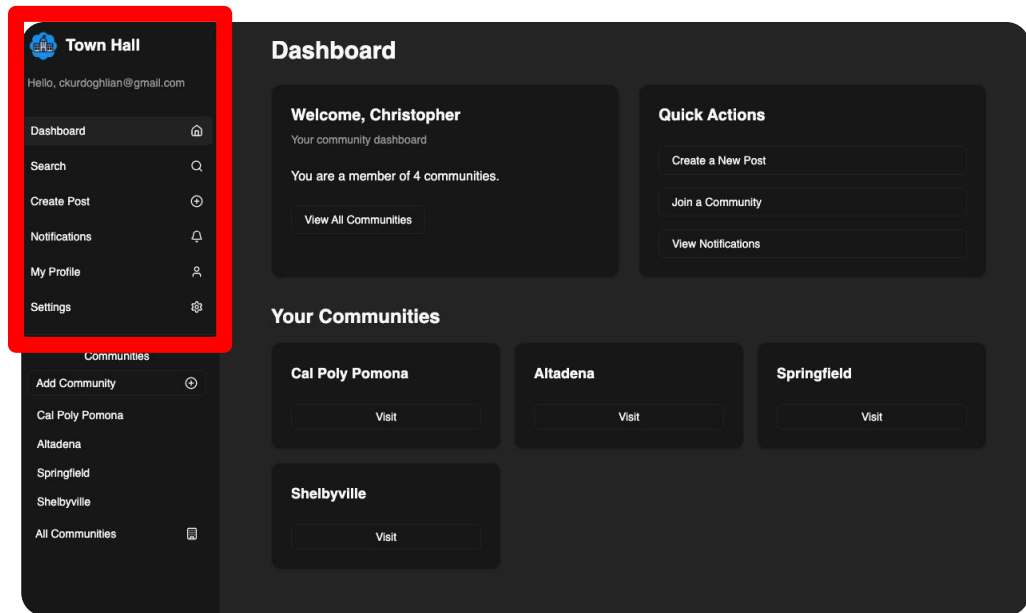 Town Hall
Hello, ckurdoghlian@gmail.com
Dashboard
Search
Create Post
Notifications
My Profile
Settings
Communities
Add Community
Cal Poly Pomona
Altadena
Springfield
Shelbyville
All Communities
Dashboard
Welcome, Christopher
Your community dashboard
You are a member of 4 communities.
View All Communities
Quick Actions
Create a New Post
Join a Community
View Notifications
Your Communities
Cal Poly Pomona
Visit
Altadena
Visit
Springfield
Visit
Shelbyville
Visit